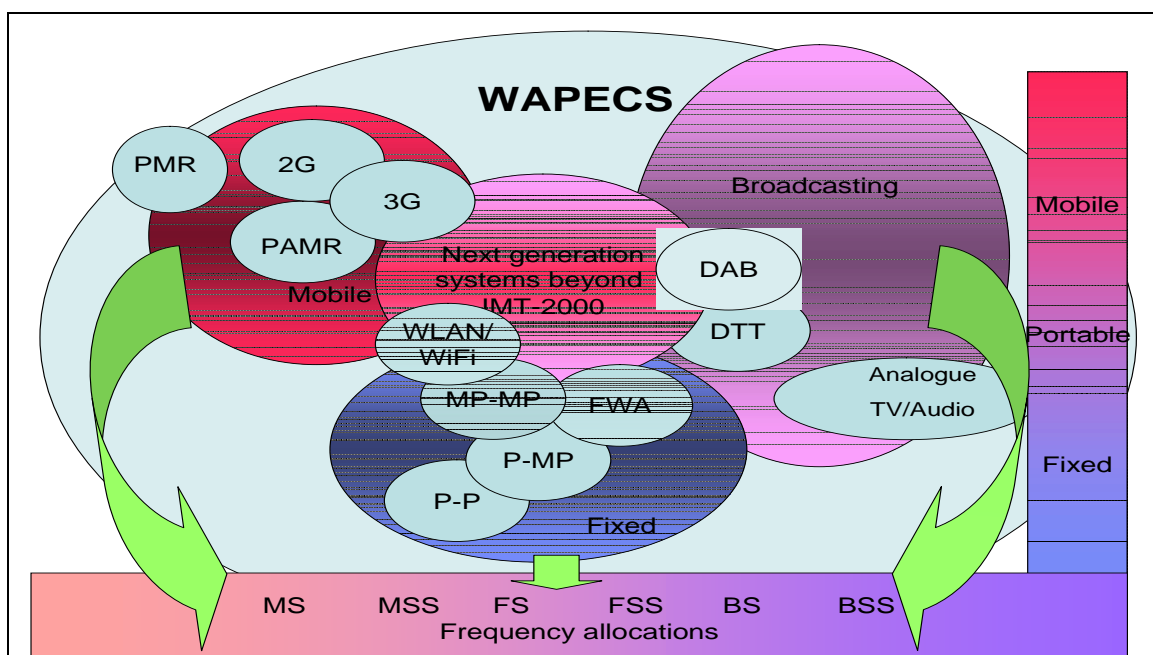 WAPECS
PMR
2G
3G
PAMR
Mobile
Next generation
systems beyond
IMT-2000
Broadcasting
DAB
DTT
Analogue
TV/Audio
WLAN/
WiFi
MP-MP
FWA
P-MP
P-P
Fixed
Mobile
Portable
Fixed
MS MSS FS FSS BS BSS
Frequency allocations